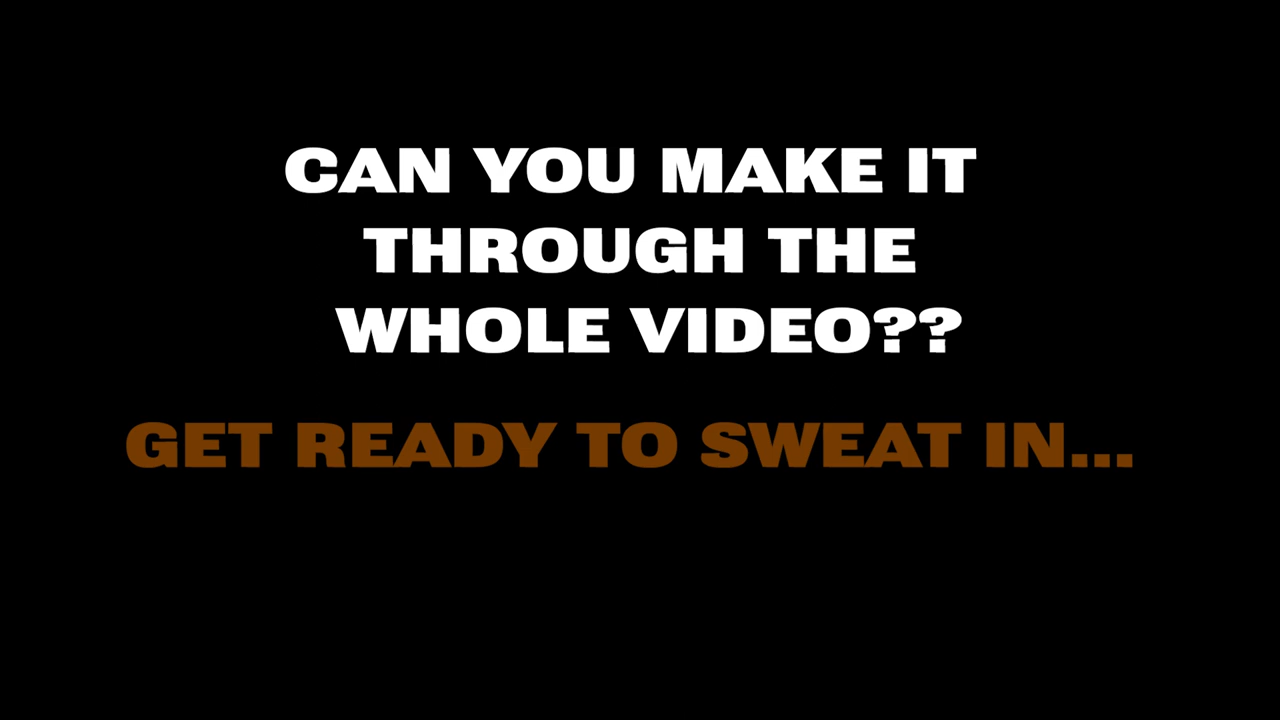 CAN YOU MAKE IT
THROUGH THE
WHOLE VIDEO??
GET READY TO SWEAT IN...